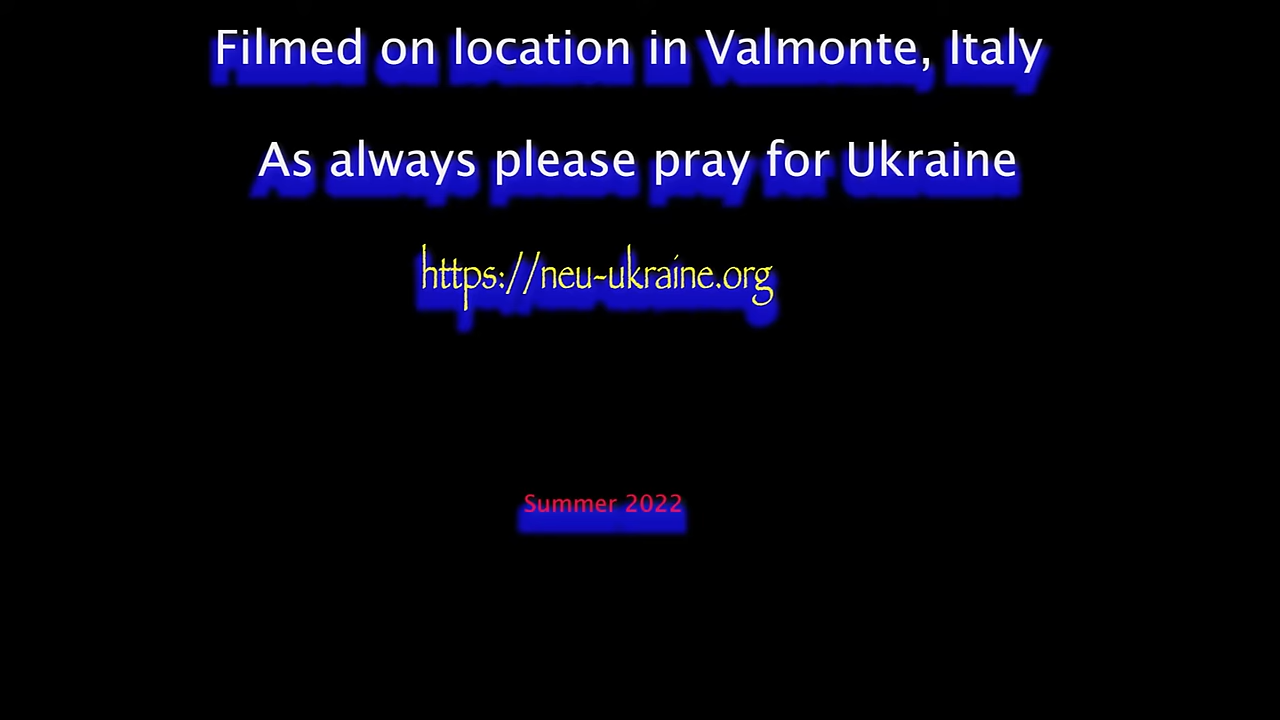 Filmed on location in Valmonte, Italy
As always please pray for Ukraine
https://neu-ukraine.org
Summer 2022